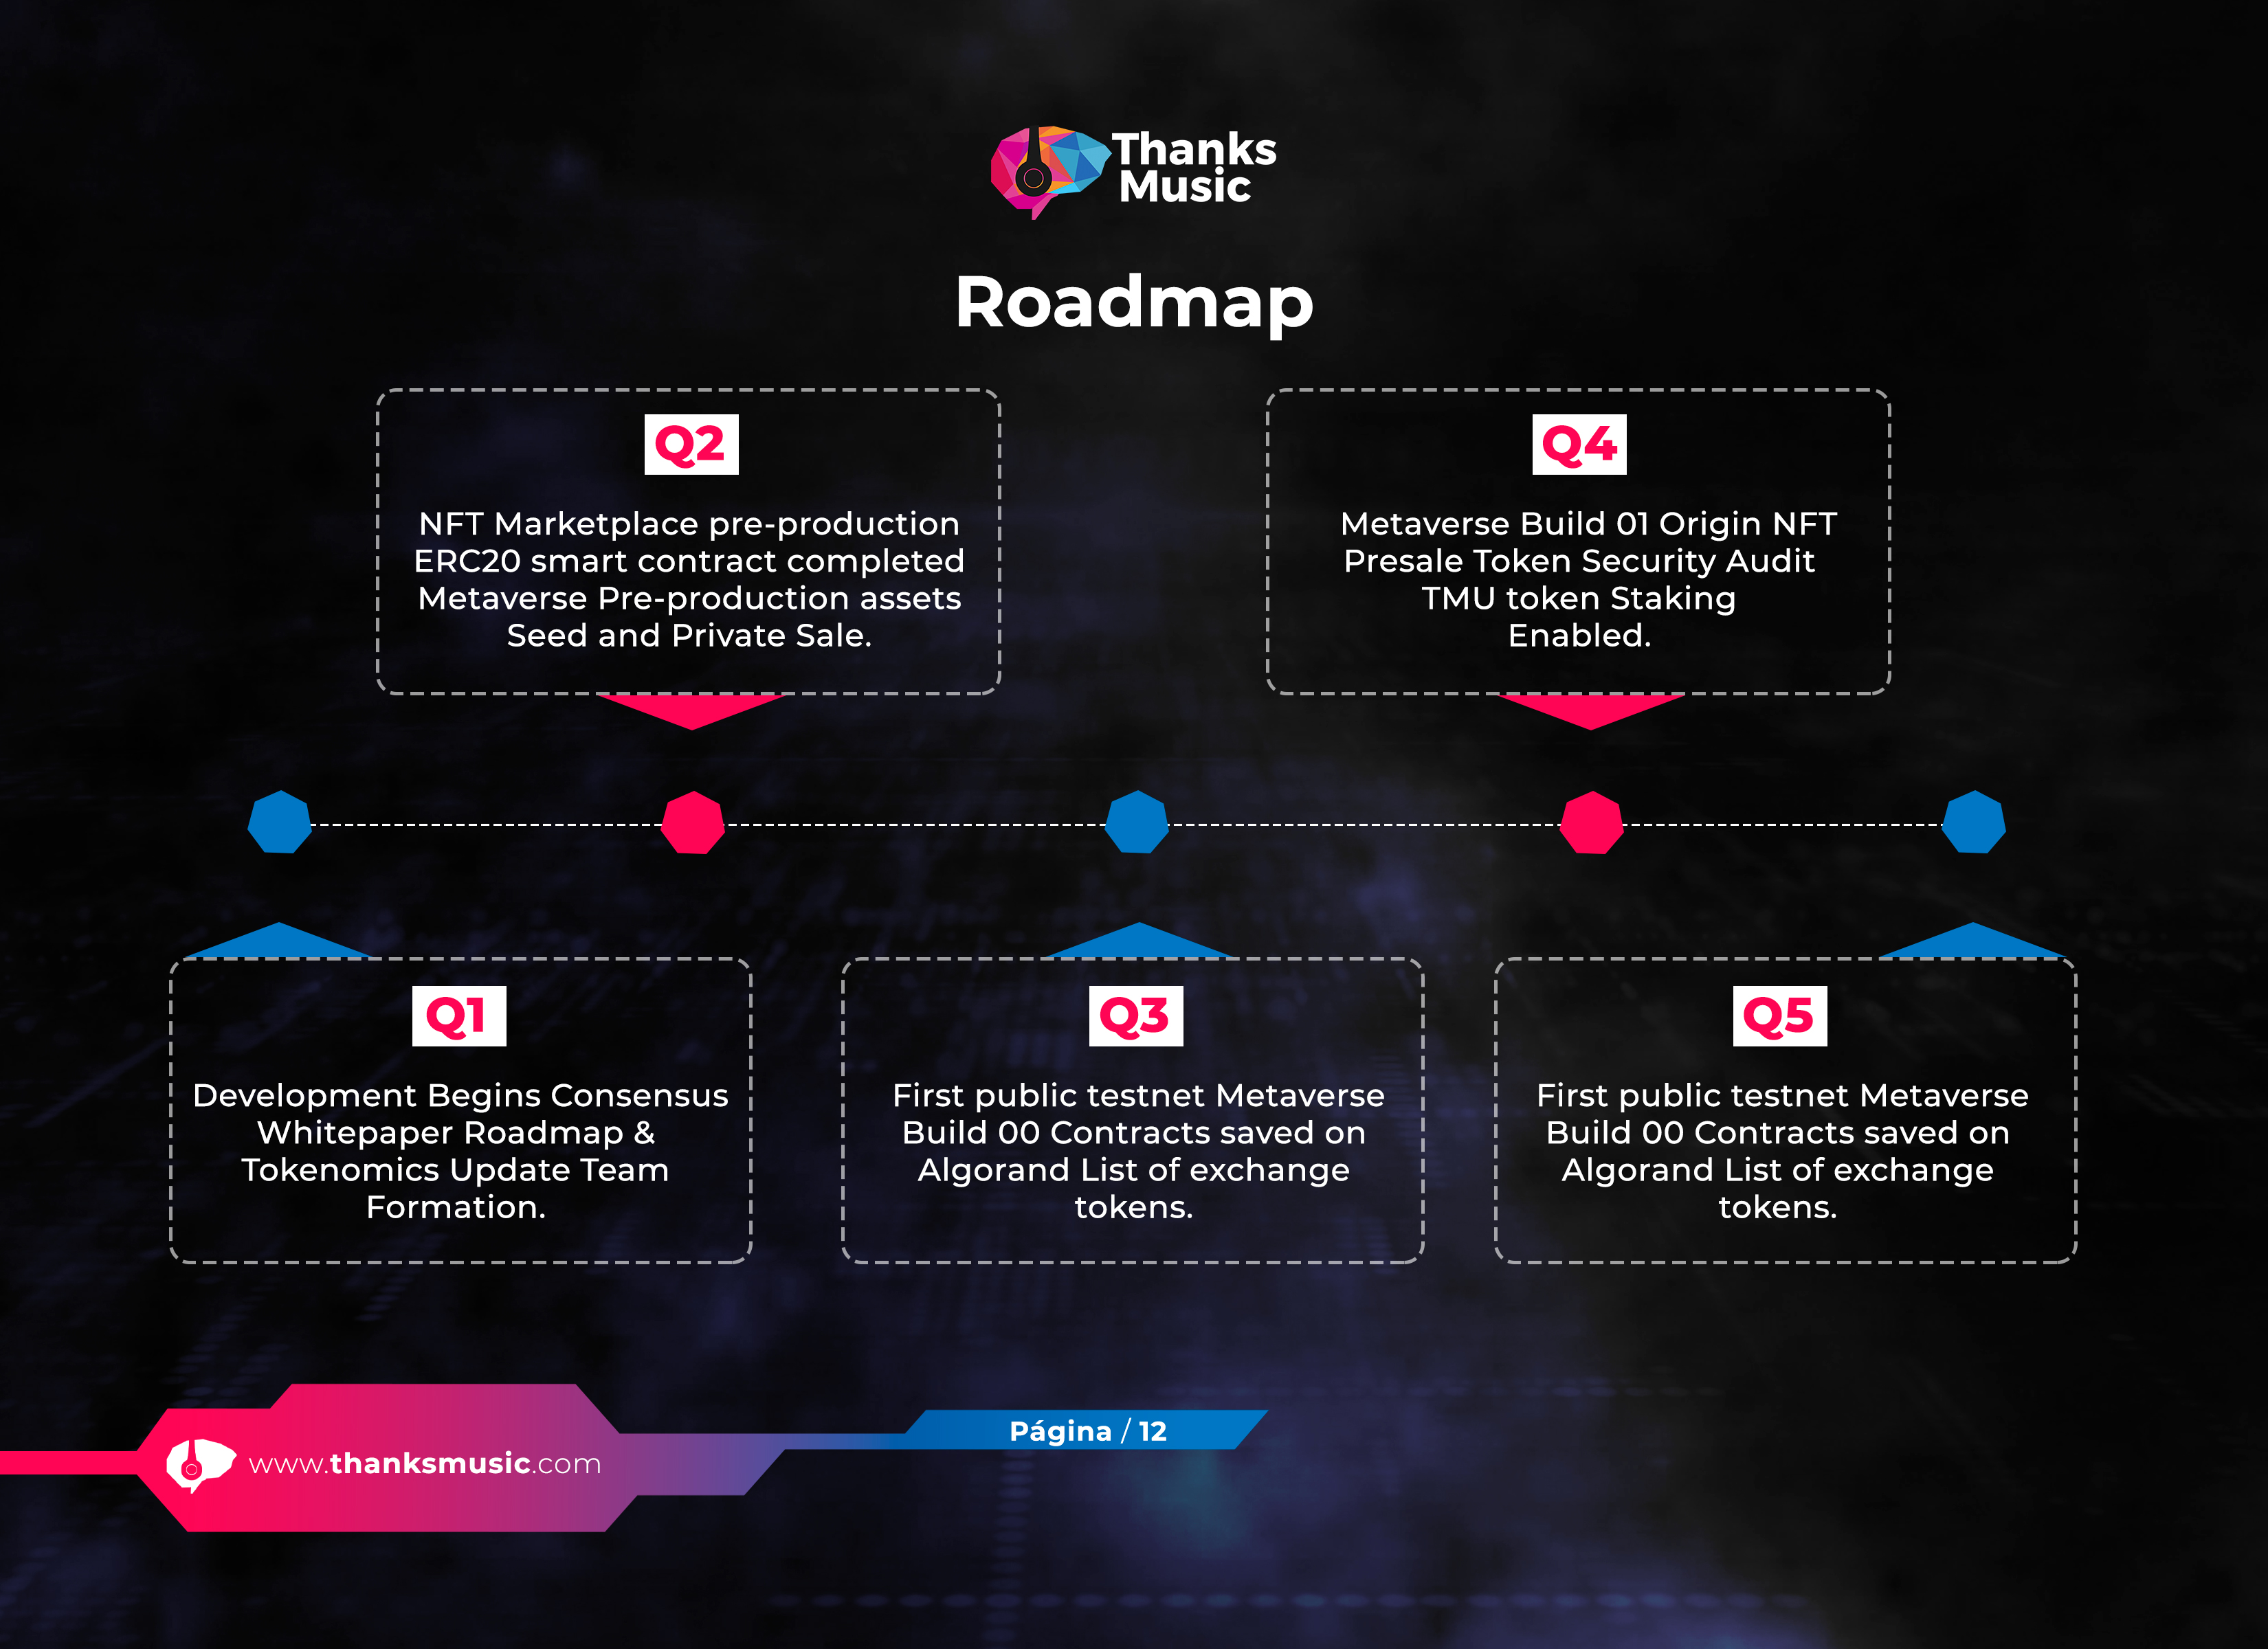 Thanks
Music
Roadmap
Q2
NFT Marketplace pre-production
ERC20 smart contract completed
Metaverse Pre-production assets
Seed and Private Sale.
Q4
Metaverse Build 01 Origin NFT
Presale Token Security Audit
TMU token Staking
Enabled.
Q1
Development Begins Consensus
Whitepaper Roadmap &
Tokenomics Update Team
Formation.
Q3
First public testnet Metaverse
Build 00 Contracts saved on
Algorand List of exchange
tokens.
Q5
First public testnet Metaverse
Build 00 Contracts saved on
Algorand List of exchange
tokens.
www.thanksmusic.com
Página / 12